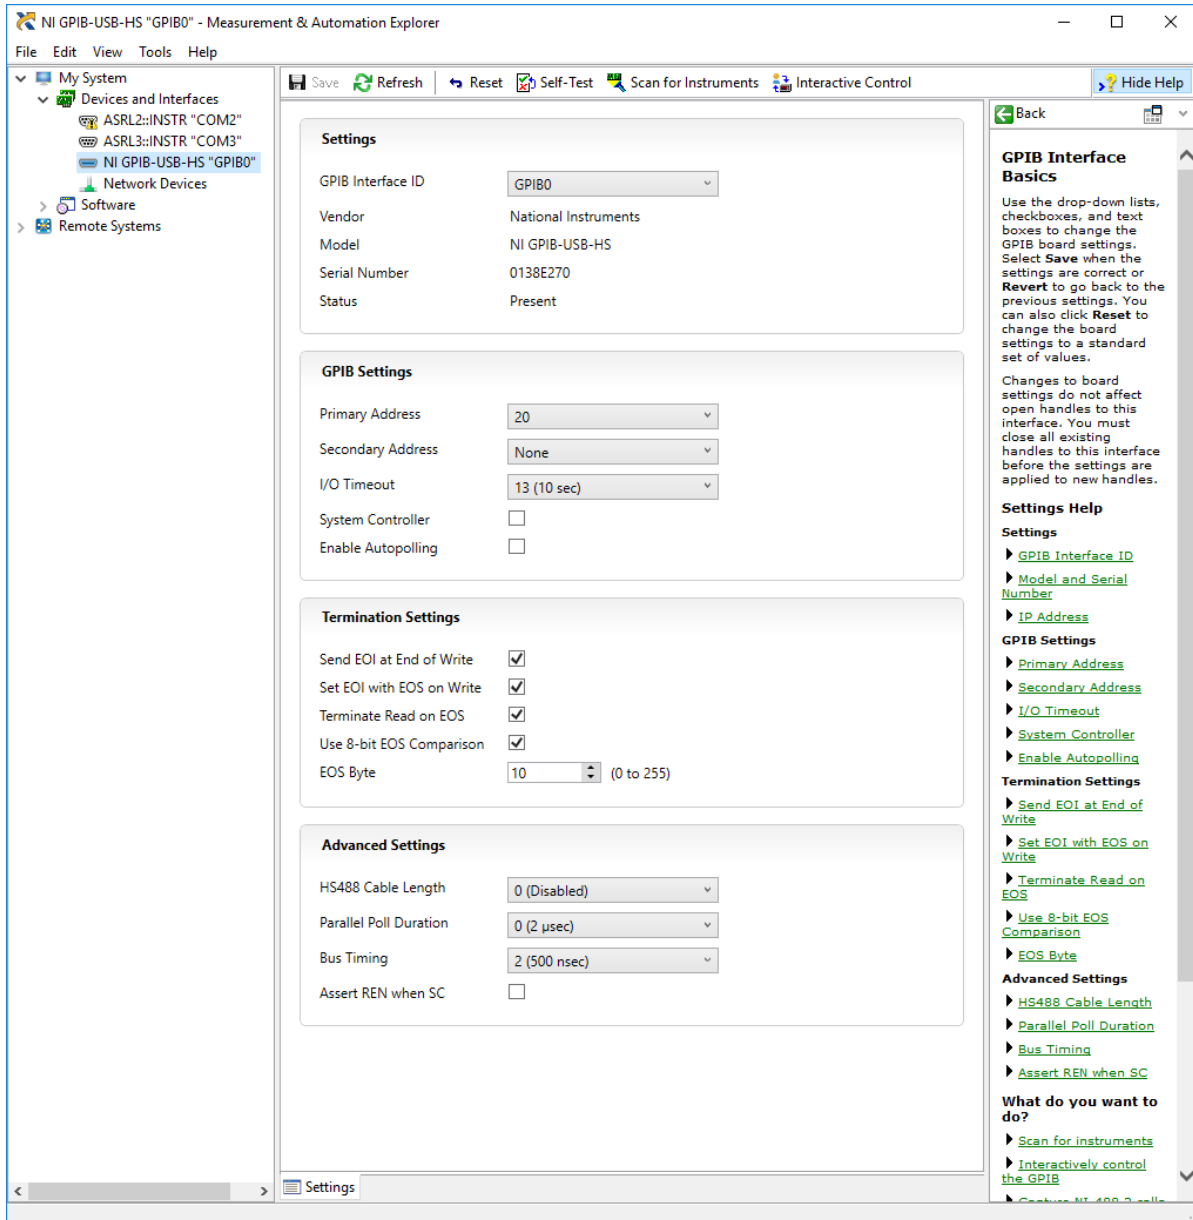 NI GPIB-USB-HS "GPIB0" - Measurement & Automation Explorer
File Edit View Tools Help
My System
Devices and Interfaces
ASRL2::INSTR "COM2"
ASRL3::INSTR "COM3"
NI GPIB-USB-HS "GPIB0"
Network Devices
Software
Remote Systems
Save Refresh Reset Self-Test Scan for Instruments Interactive Control Hide Help
Settings
GPIB Interface ID GPIB0
Vendor National Instruments
Model NI GPIB-USB-HS
Serial Number 0138E270
Status Present
GPIB Settings
Primary Address 20
Secondary Address None
I/O Timeout 13 (10 sec)
System Controller
Enable Autopolling
Termination Settings
Send EOI at End of Write
Set EOI with EOS on Write
Terminate Read on EOS
Use 8-bit EOS Comparison
EOS Byte 10 (0 to 255)
Advanced Settings
HS488 Cable Length 0 (Disabled)
Parallel Poll Duration 0 (2 µsec)
Bus Timing 2 (500 nsec)
Assert REN when SC
Settings
Back
GPIB Interface
Basics
Use the drop-down lists,
checkboxes, and text
boxes to change the
GPIB board settings.
Select Save when the
settings are correct or
Revert to go back to the
previous settings. You
can also click Reset to
change the board
settings to a standard
set of values.
Changes to board
settings do not affect
open handles to this
interface. You must
close all existing
handles to this interface
before the settings are
applied to new handles.
Settings Help
Settings
GPIB Interface ID
Model and Serial
Number
IP Address
GPIB Settings
Primary Address
Secondary Address
I/O Timeout
System Controller
Enable Autopolling
Termination Settings
Send EOI at End of
Write
Set EOI with EOS on
Write
Terminate Read on
EOS
Use 8-bit EOS
Comparison
EOS Byte
Advanced Settings
HS488 Cable Length
Parallel Poll Duration
Bus Timing
Assert REN when SC
What do you want to
do?
Scan for instruments
Interactively control
the GPIB
Capture NI-488.2 calls